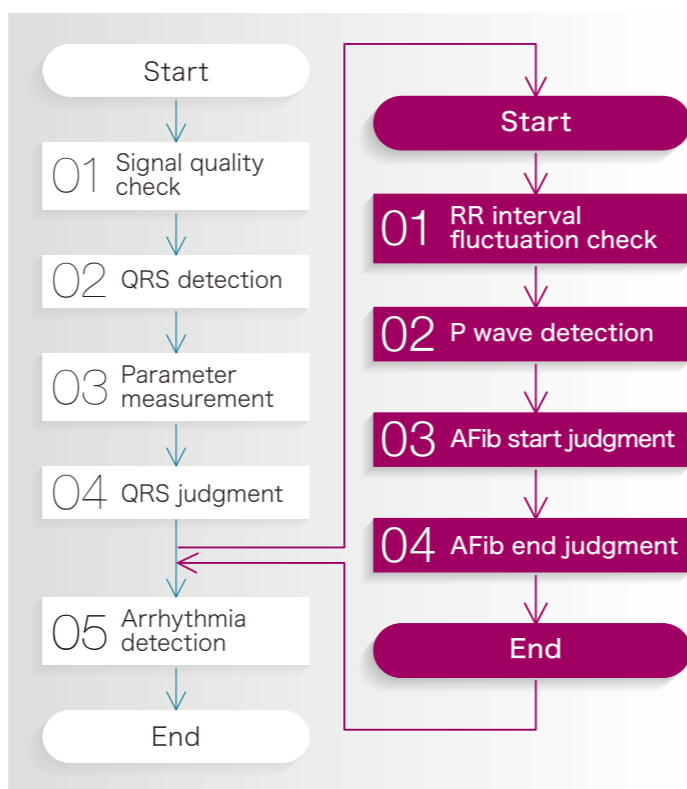 Start
01 Signal quality
check
02 QRS detection
03 Parameter
measurement
04 QRS judgment
05 Arrhythmia
detection
End
Start
01 RR interval
fluctuation check
02 P wave detection
03 AFib start judgment
04 AFib end judgment
End